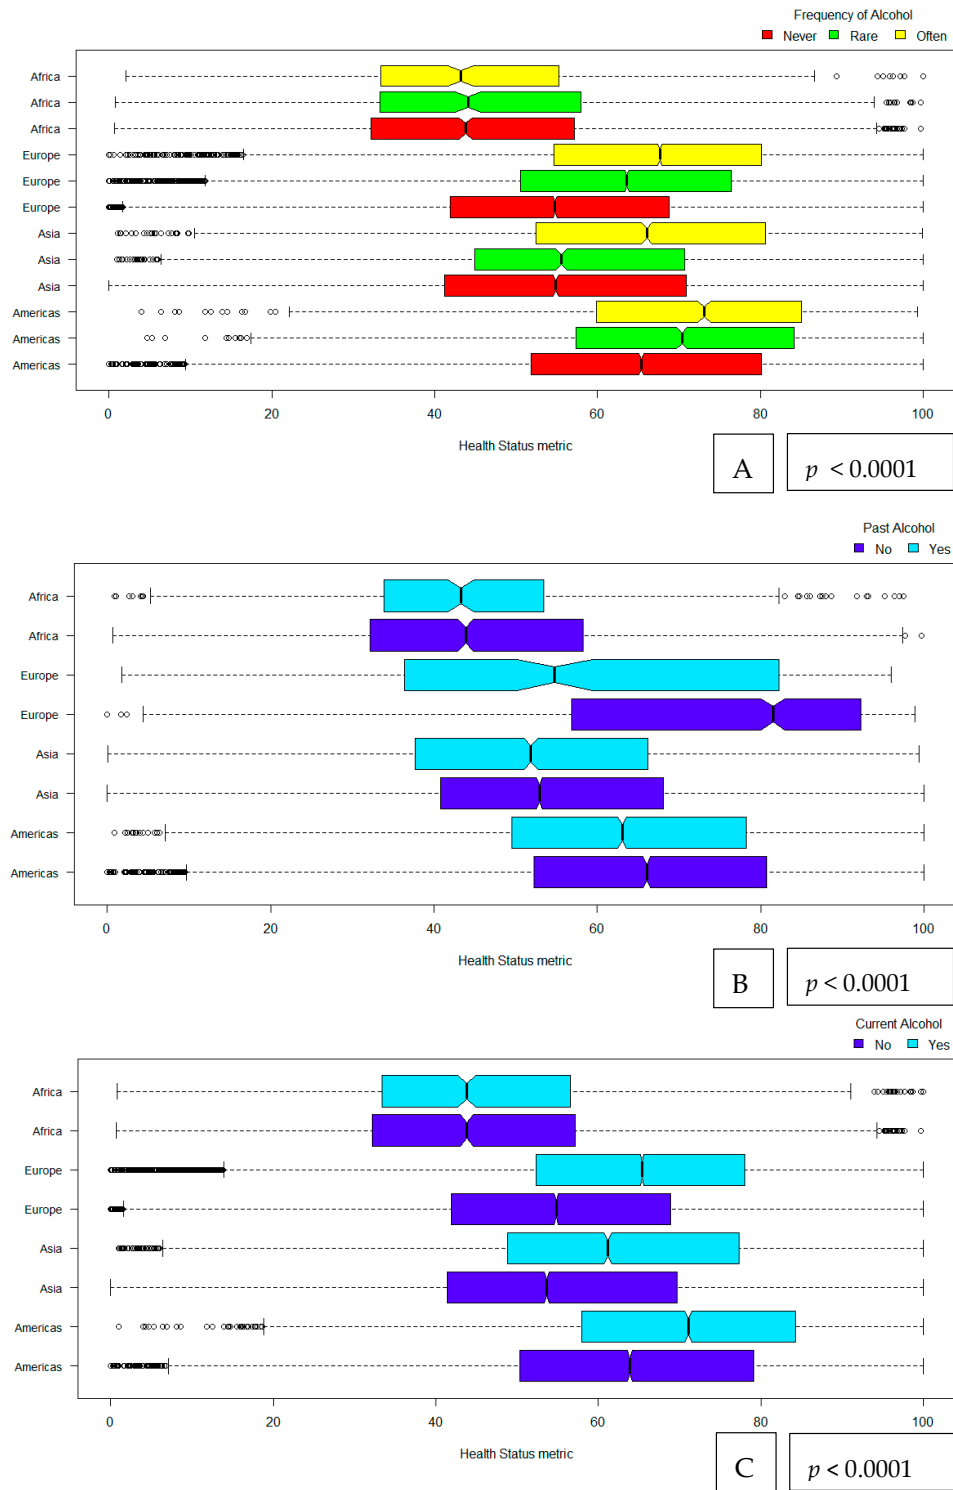 Frequency of Alcohol
Never Rare Often
Africa
Africa
Africa
Europe
Europe
Europe
Asia
Asia
Asia
Americas
Americas
Americas
0 20 40 60 80 100
Health Status metric
A p < 0.0001
Past Alcohol
No Yes
Africa
Africa
Europe
Europe
Asia
Asia
Americas
Americas
0 20 40 60 80 100
Health Status metric
B p < 0.0001
Current Alcohol
No Yes
Africa
Africa
Europe
Europe
Asia
Asia
Americas
Americas
0 20 40 60 80 100
Health Status metric
C p < 0.0001